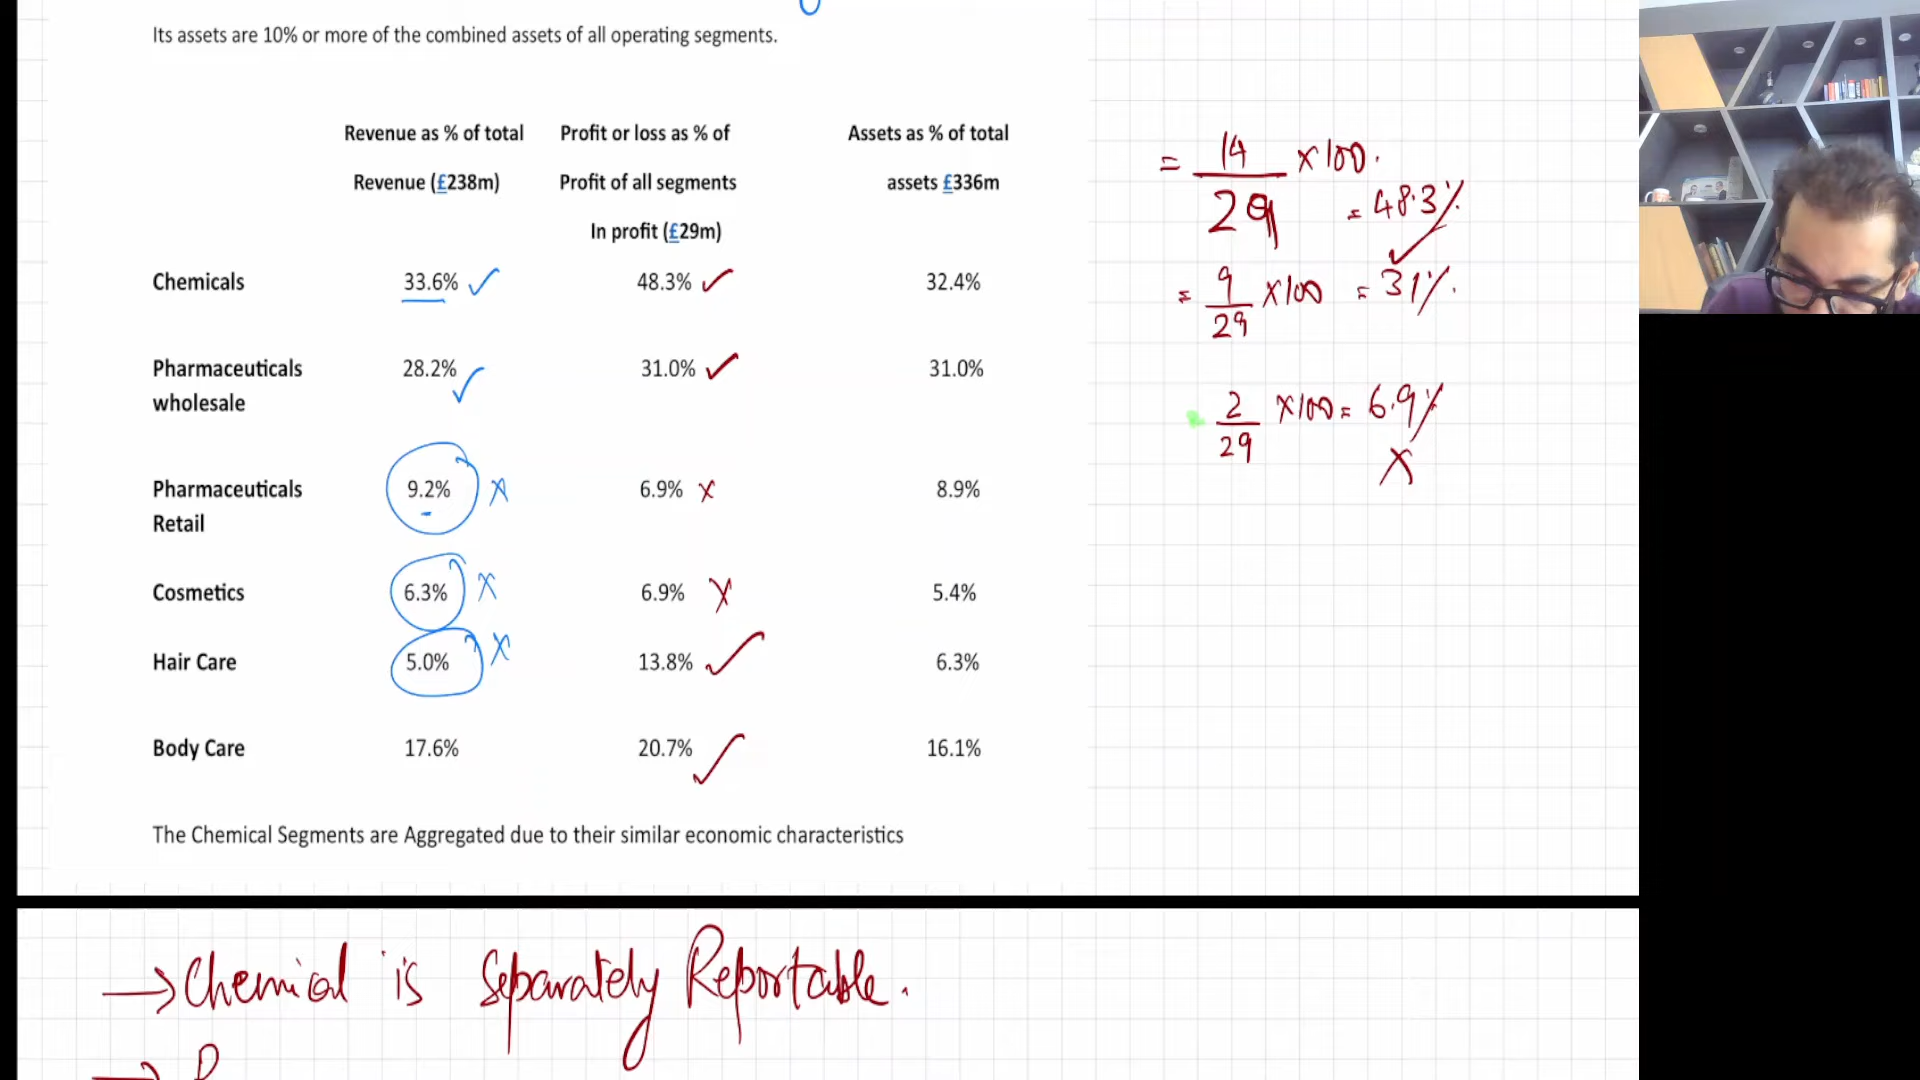 Its assets are 10% or more of the combined assets of all operating segments.
Revenue as % of total Profit or loss as % of Assets as % of total
Revenue (£238m) Profit of all segments assets £336m
In profit (£29m)
Chemicals 33.6% ✓ 48.3% ✓ 32.4%
Pharmaceuticals 28.2% ✓ 31.0% ✓ 31.0%
wholesale
Pharmaceuticals 9.2% X 6.9% X 8.9%
Retail
Cosmetics 6.3% X 6.9% X 5.4%
Hair Care 5.0% X 13.8% ✓ 6.3%
Body Care 17.6% 20.7% ✓ 16.1%
The Chemical Segments are Aggregated due to their similar economic characteristics
= 14/29 x100. = 48.3% ✓
= 9/29 x100 = 31%.
2/29 x100 = 6.9% X
→ Chemical is Separately Reportable.
→